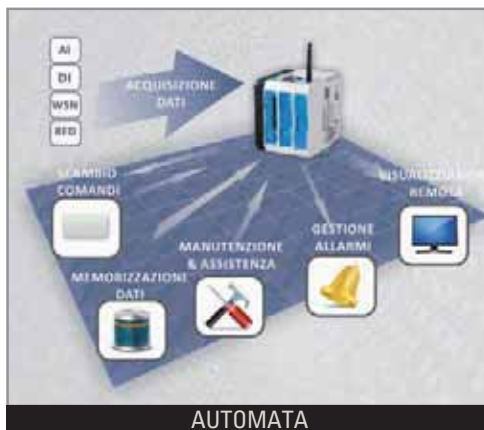 AI
DI
WSN
RFID
ACQUISIZIONE
DATI
SCAMBIO
COMANDI
VISUALIZZAZIONE
REMOTA
GESTIONE
ALLARMI
MANUTENZIONE
& ASSISTENZA
MEMORIZZAZIONE
DATI
AUTOMATA